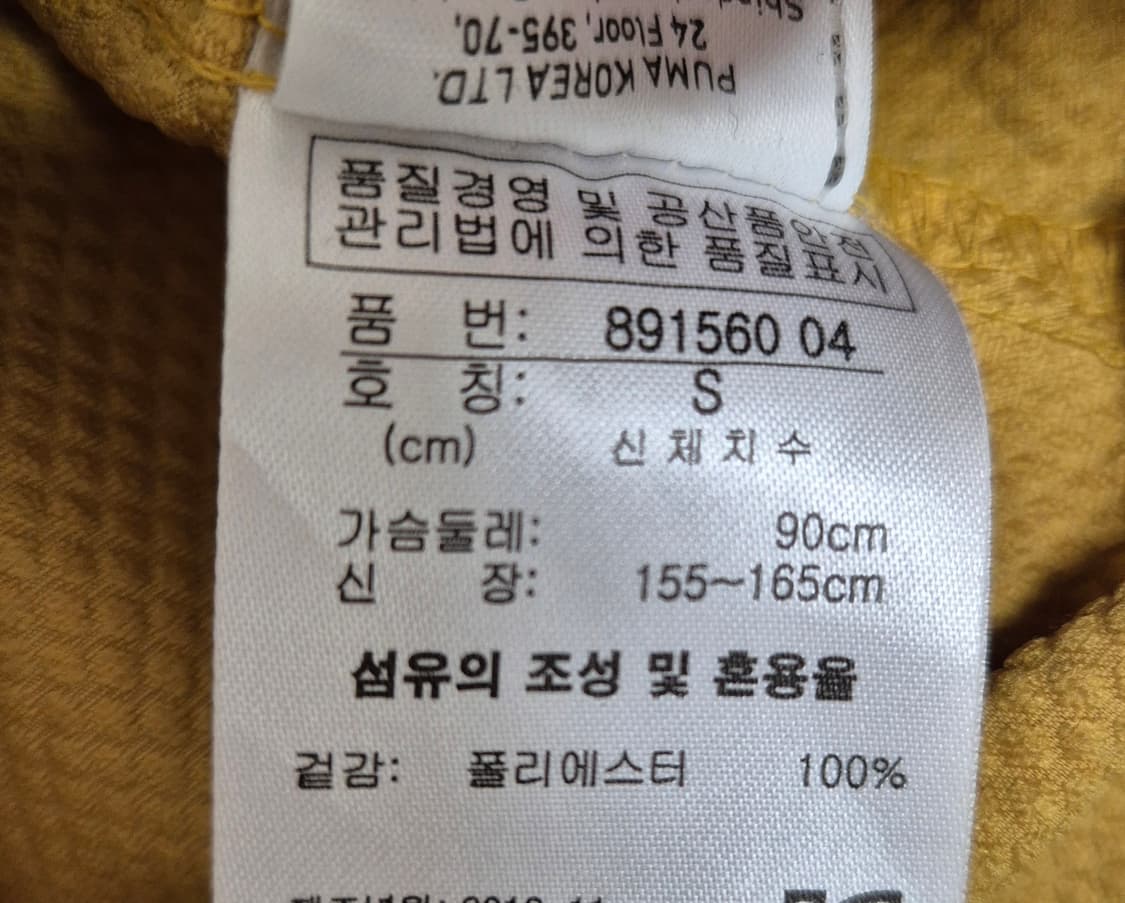 PUMA KOREA LTD.
24 Floor, 395-70,
품질경영 및 공산품안전
관리법에 의한 품질표시
품 번: 891560 04
호 칭: S
(cm) 신체치수
가슴둘레: 90cm
신 장: 155~165cm
섬유의 조성 및 혼용율
겉감: 폴리에스터 100%